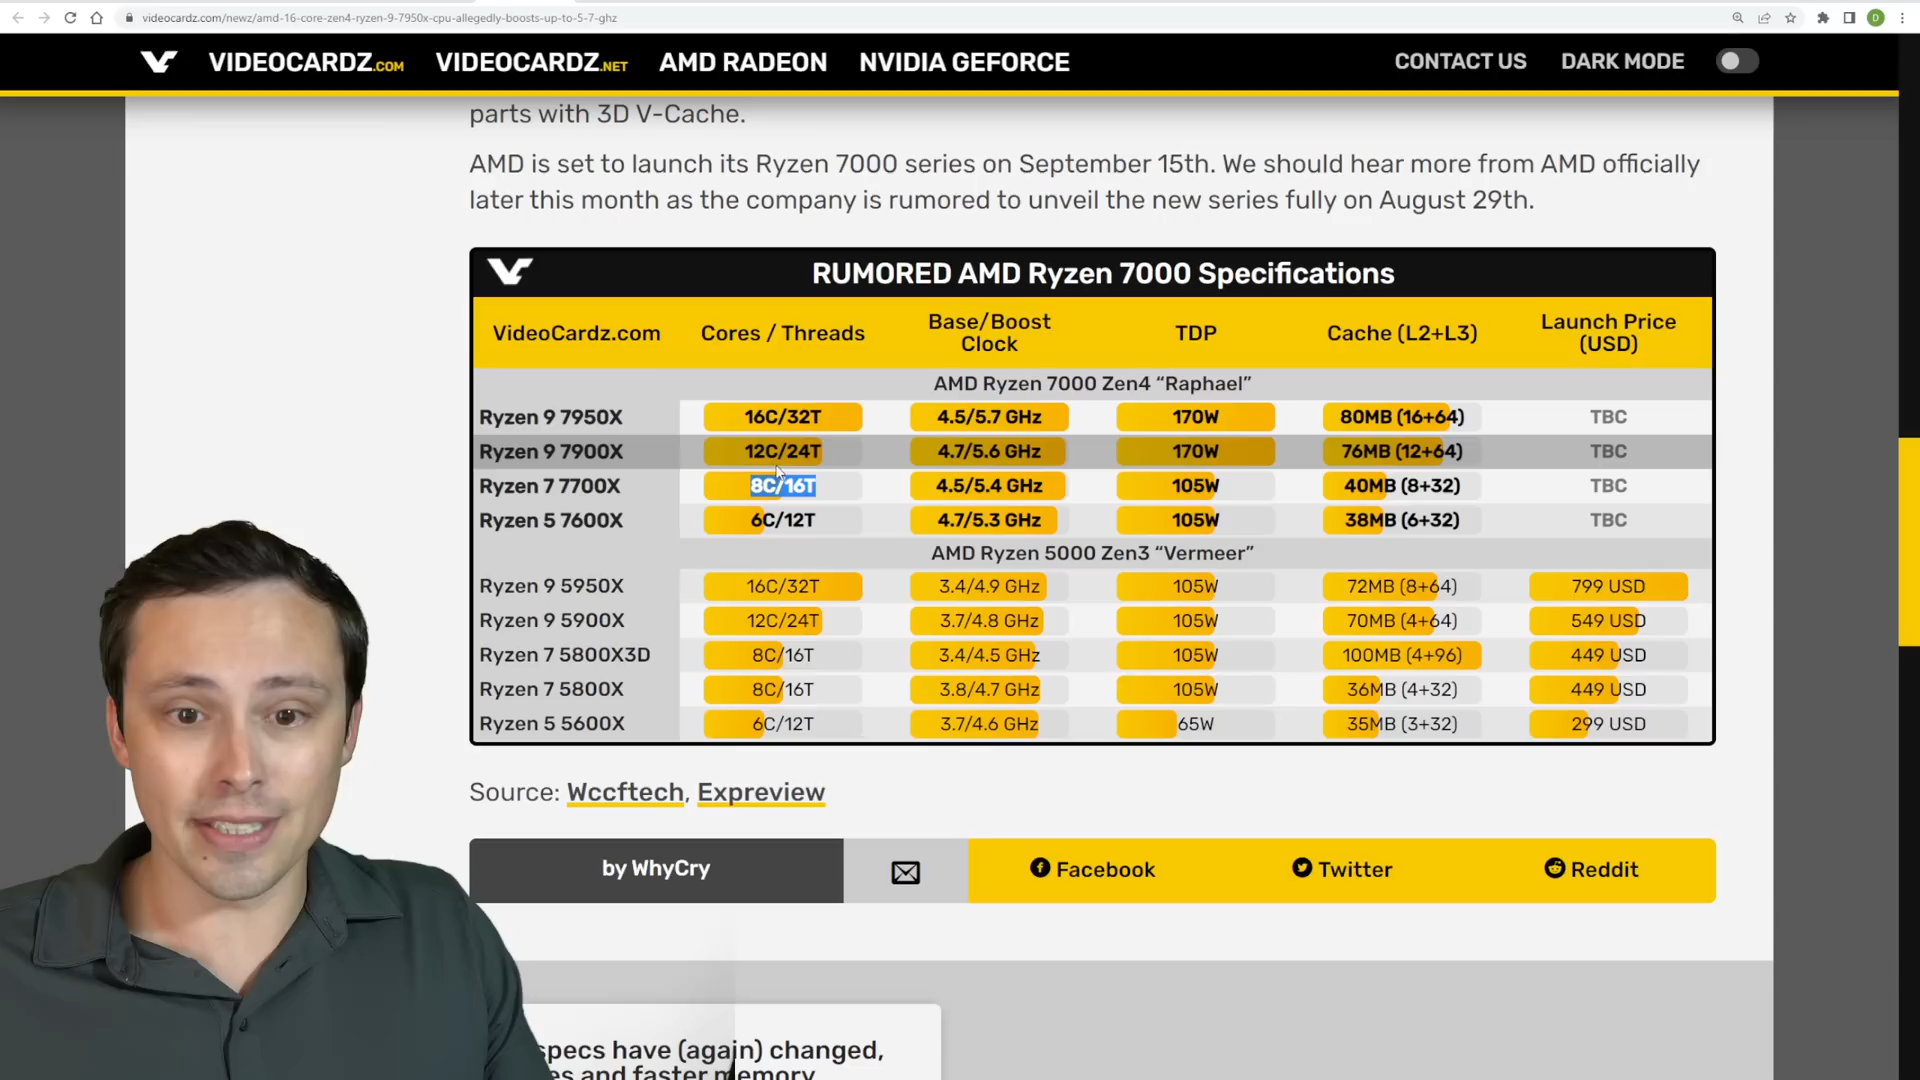 videocardz.com/newz/amd-16-core-zen4-ryzen-9-7950x-cpu-allegedly-boosts-up-to-5-7-ghz
D
VIDEOCARDZ.COM VIDEOCARDZ.NET AMD RADEON NVIDIA GEFORCE CONTACT US DARK MODE
parts with 3D V-Cache.
AMD is set to launch its Ryzen 7000 series on September 15th. We should hear more from AMD officially
later this month as the company is rumored to unveil the new series fully on August 29th.
RUMORED AMD Ryzen 7000 Specifications
VideoCardz.com Cores / Threads Base/Boost Clock TDP Cache (L2+L3) Launch Price (USD)
AMD Ryzen 7000 Zen4 “Raphael”
Ryzen 9 7950X 16C/32T 4.5/5.7 GHz 170W 80MB (16+64) TBC
Ryzen 9 7900X 12C/24T 4.7/5.6 GHz 170W 76MB (12+64) TBC
Ryzen 7 7700X 8C/16T 4.5/5.4 GHz 105W 40MB (8+32) TBC
Ryzen 5 7600X 6C/12T 4.7/5.3 GHz 105W 38MB (6+32) TBC
AMD Ryzen 5000 Zen3 “Vermeer”
Ryzen 9 5950X 16C/32T 3.4/4.9 GHz 105W 72MB (8+64) 799 USD
Ryzen 9 5900X 12C/24T 3.7/4.8 GHz 105W 70MB (4+64) 549 USD
Ryzen 7 5800X3D 8C/16T 3.4/4.5 GHz 105W 100MB (4+96) 449 USD
Ryzen 7 5800X 8C/16T 3.8/4.7 GHz 105W 36MB (4+32) 449 USD
Ryzen 5 5600X 6C/12T 3.7/4.6 GHz 65W 35MB (3+32) 299 USD
Source: Wccftech, Expreview
by WhyCry Facebook Twitter Reddit
specs have (again) changed,
and faster memory